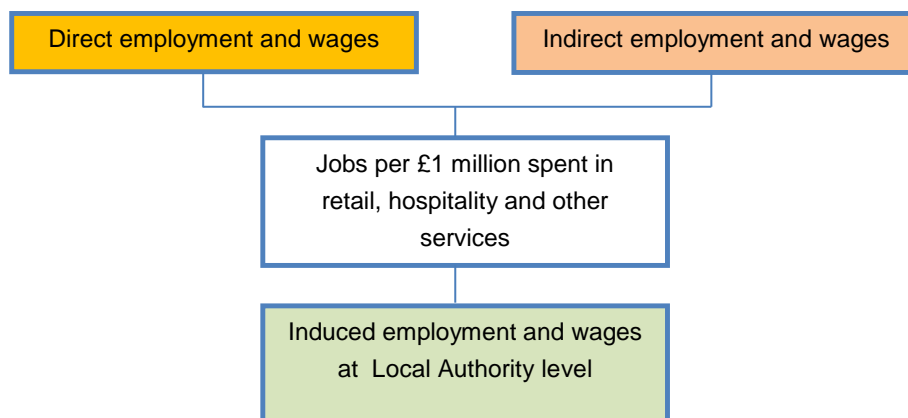 Direct employment and wages
Indirect employment and wages
Jobs per £1 million spent in
retail, hospitality and other
services
Induced employment and wages
at Local Authority level